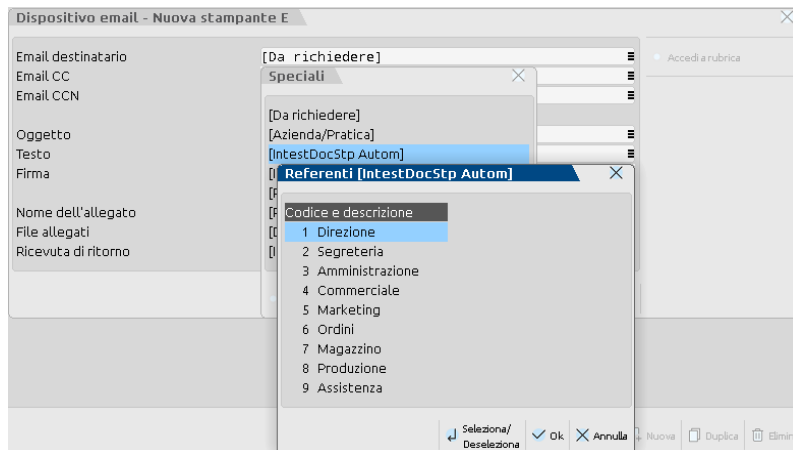 Dispositivo email - Nuova stampante E
Email destinatario [Da richiedere] Accedi a rubrica
Email CC Speciali
Email CCN
[Da richiedere]
Oggetto [Azienda/Pratica]
Testo [IntestDocStp Autom]
Firma Referenti [IntestDocStp Autom]
Nome dell'allegato Codice e descrizione
File allegati 1 Direzione
Ricevuta di ritorno 2 Segreteria
3 Amministrazione
4 Commerciale
5 Marketing
6 Ordini
7 Magazzino
8 Produzione
9 Assistenza
Seleziona/
Deseleziona Ok Annulla Nuova Duplica